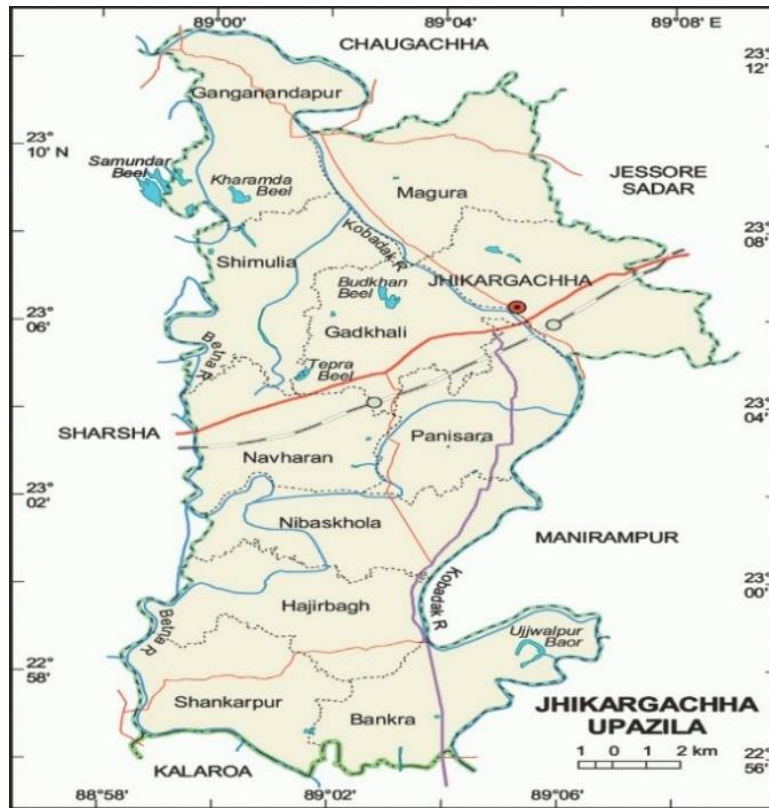 89°00'
89°04'
89°08' E
CHAUGACHHA
23°
12'
Ganganandapur
23°
10' N
Samundar
Beel
Kharamda
Beel
Magura
JESSORE
SADAR
Kobadak R
23°
08'
Shimulia
Budkhan
Beel
JHIKARGACHHA
23°
06'
Gadkhali
Betna R
Tepra
Beel
23°
04'
SHARSHA
Panisara
Navharan
23°
02'
Nibaskhola
MANIRAMPUR
23°
00'
Kobadak R
Hajirbagh
Betna R
Ujjwalpur
Baor
22°
58'
Shankarpur
Bankra
JHIKARGACHHA
UPAZILA
1 0 1 2 km
KALAROA
22°
56'
88°58'
89°02'
89°06'